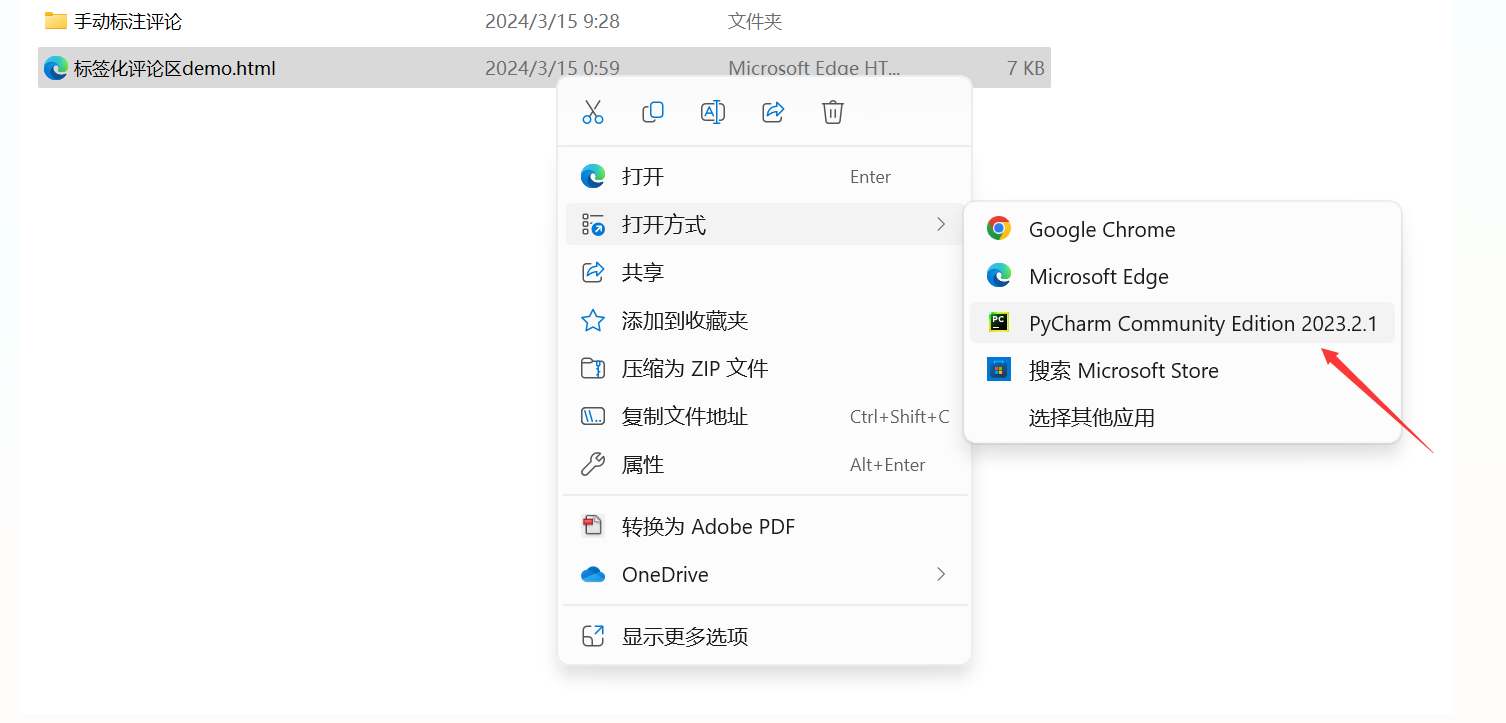 手动标注评论 2024/3/15 9:28 文件夹
标签化评论区demo.html 2024/3/15 0:59 Microsoft Edge HT... 7 KB
打开 Enter
打开方式
共享
添加到收藏夹
压缩为 ZIP 文件
复制文件地址 Ctrl+Shift+C
属性 Alt+Enter
转换为 Adobe PDF
OneDrive
显示更多选项
Google Chrome
Microsoft Edge
PyCharm Community Edition 2023.2.1
搜索 Microsoft Store
选择其他应用